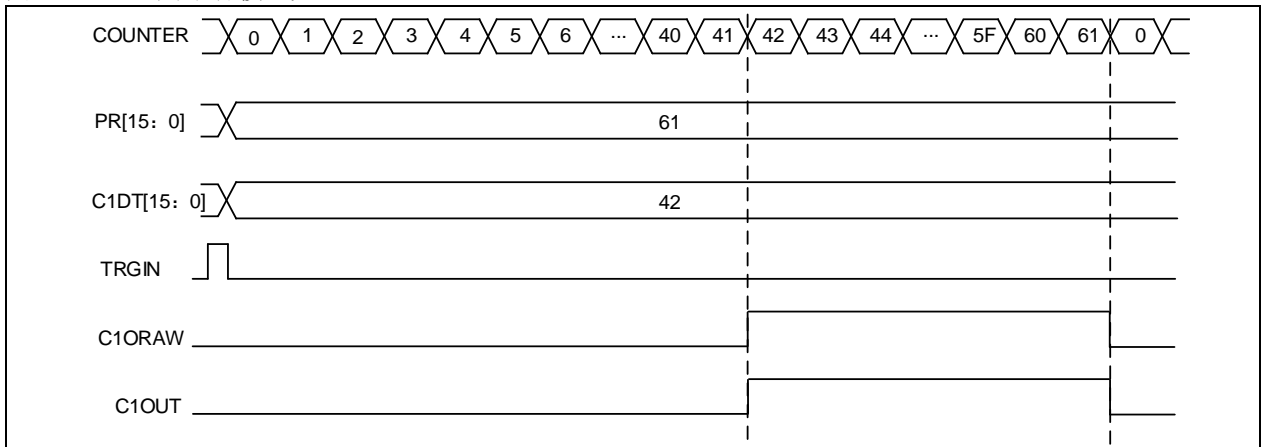 COUNTER 0 1 2 3 4 5 6 ... 40 41 42 43 44 ... 5F 60 61 0
PR[15：0] 61
C1DT[15：0] 42
TRGIN
C1ORAW
C1OUT